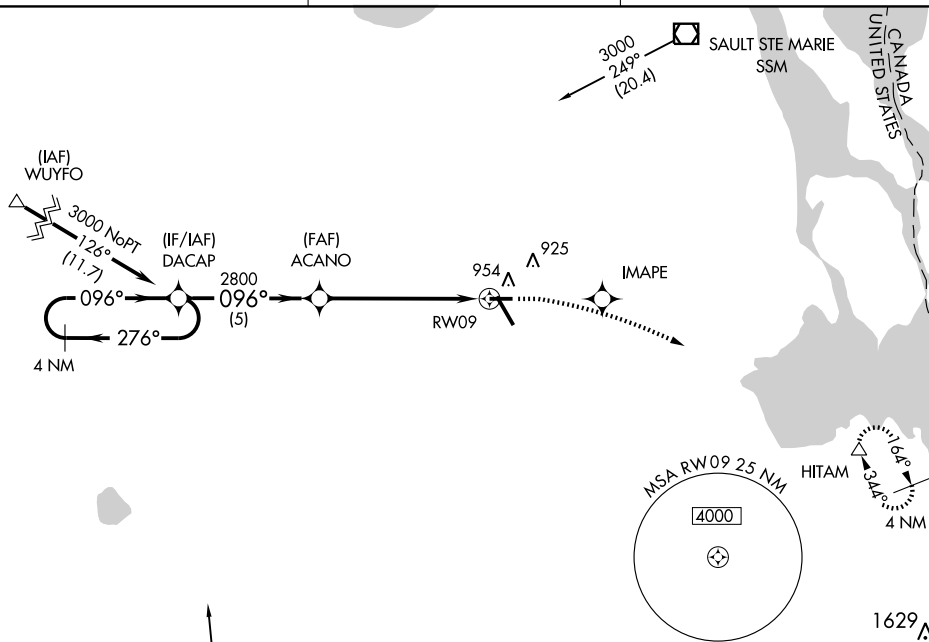 3000
249°
(20.4)
SAULT STE MARIE
SSM
CANADA
UNITED STATES
(IAF)
WUYFO
3000 NoPT
126°
(11.7)
(IF/IAF)
DACAP
2800
096°
(5)
(FAF)
ACANO
096°
276°
4 NM
954
925
RW09
IMAPE
HITAM
164°
344°
4 NM
MSA RW09 25 NM
4000
1629